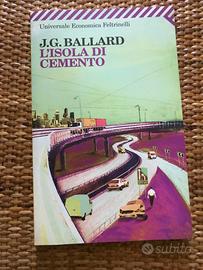 Universale Economica Feltrinelli
J.G. BALLARD
L'ISOLA DI
CEMENTO
subito